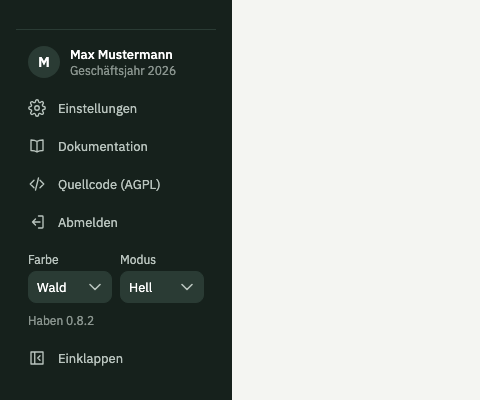 M
Max Mustermann
Geschäftsjahr 2026
Einstellungen
Dokumentation
Quellcode (AGPL)
Abmelden
Farbe Modus
Wald Hell
Haben 0.8.2
Einklappen